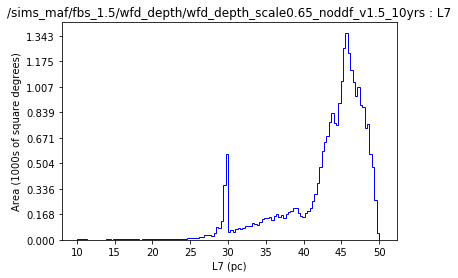 /sims_maf/fbs_1.5/wfd_depth/wfd_depth_scale0.65_noddf_v1.5_10yrs : L7
1.343
1.175
1.007
0.839
0.671
0.504
0.336
0.168
0.000
Area (1000s of square degrees)
10 15 20 25 30 35 40 45 50
L7 (pc)